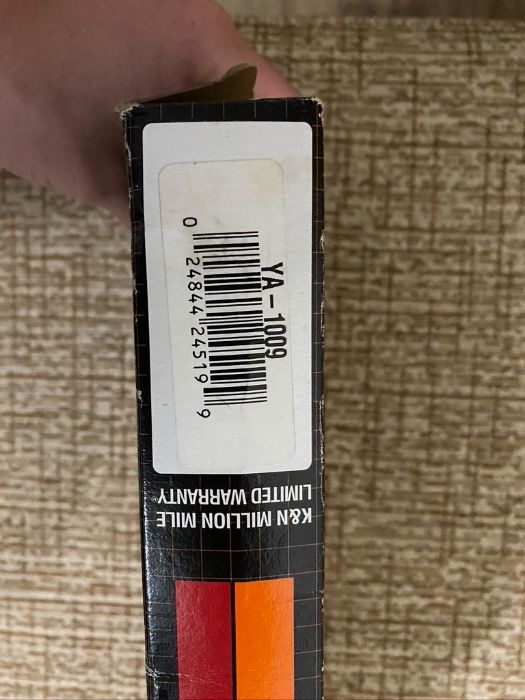 YA-1009
0 24844 24519 9
K&N MILLION MILE
LIMITED WARRANTY®